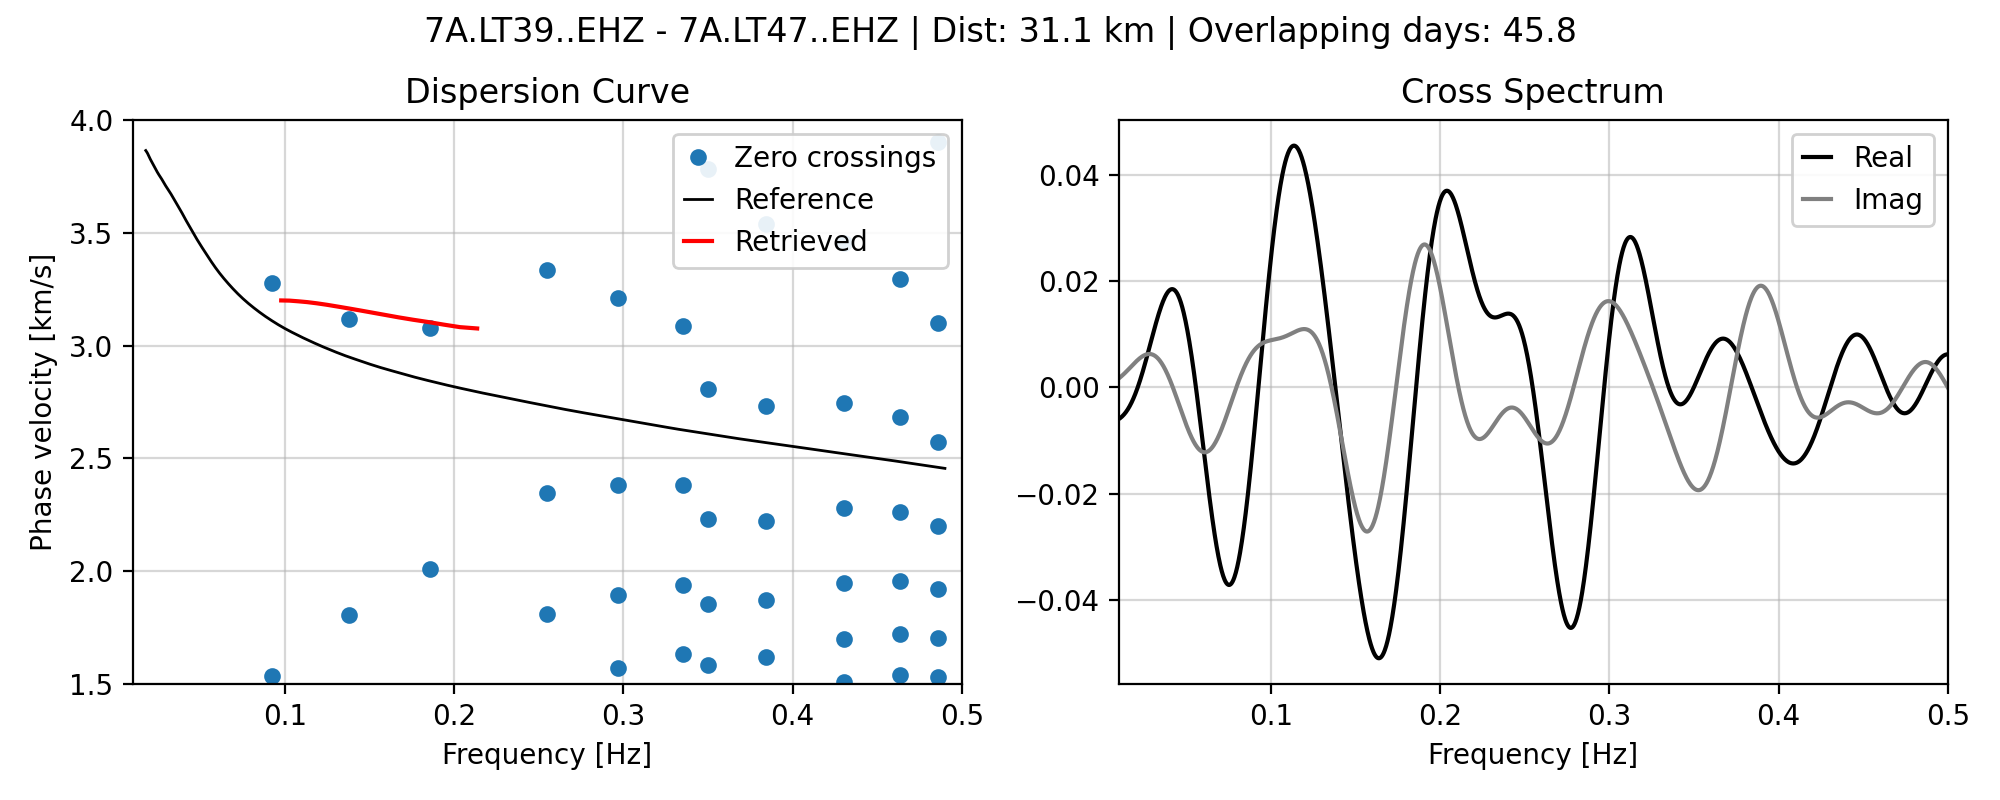 7A.LT39..EHZ - 7A.LT47..EHZ | Dist: 31.1 km | Overlapping days: 45.8
Dispersion Curve
4.0
3.5
3.0
2.5
2.0
1.5
Phase velocity [km/s]
0.1
0.2
0.3
0.4
0.5
Frequency [Hz]
Zero crossings
Reference
Retrieved
Cross Spectrum
0.04
0.02
0.00
−0.02
−0.04
0.1
0.2
0.3
0.4
0.5
Frequency [Hz]
Real
Imag